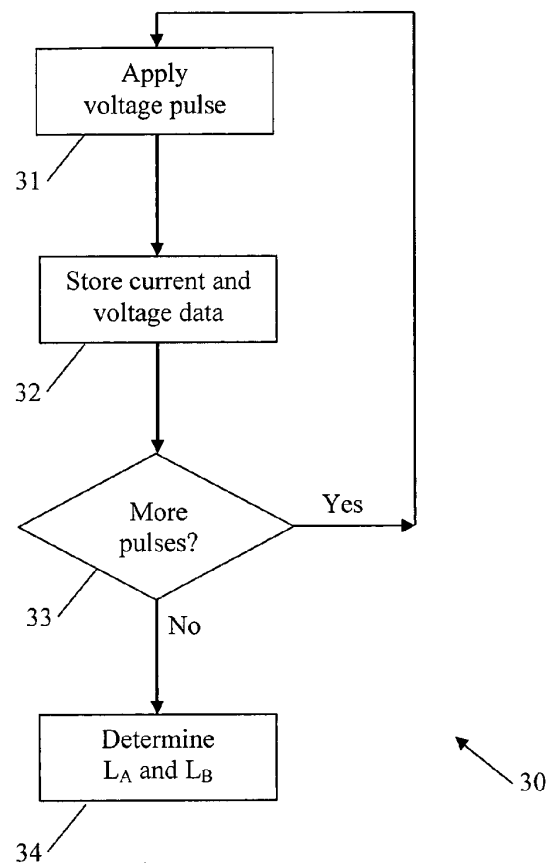 Apply
voltage pulse
31
Store current and
voltage data
32
More
pulses?
Yes
33
No
Determine
L_A and L_B
30
34